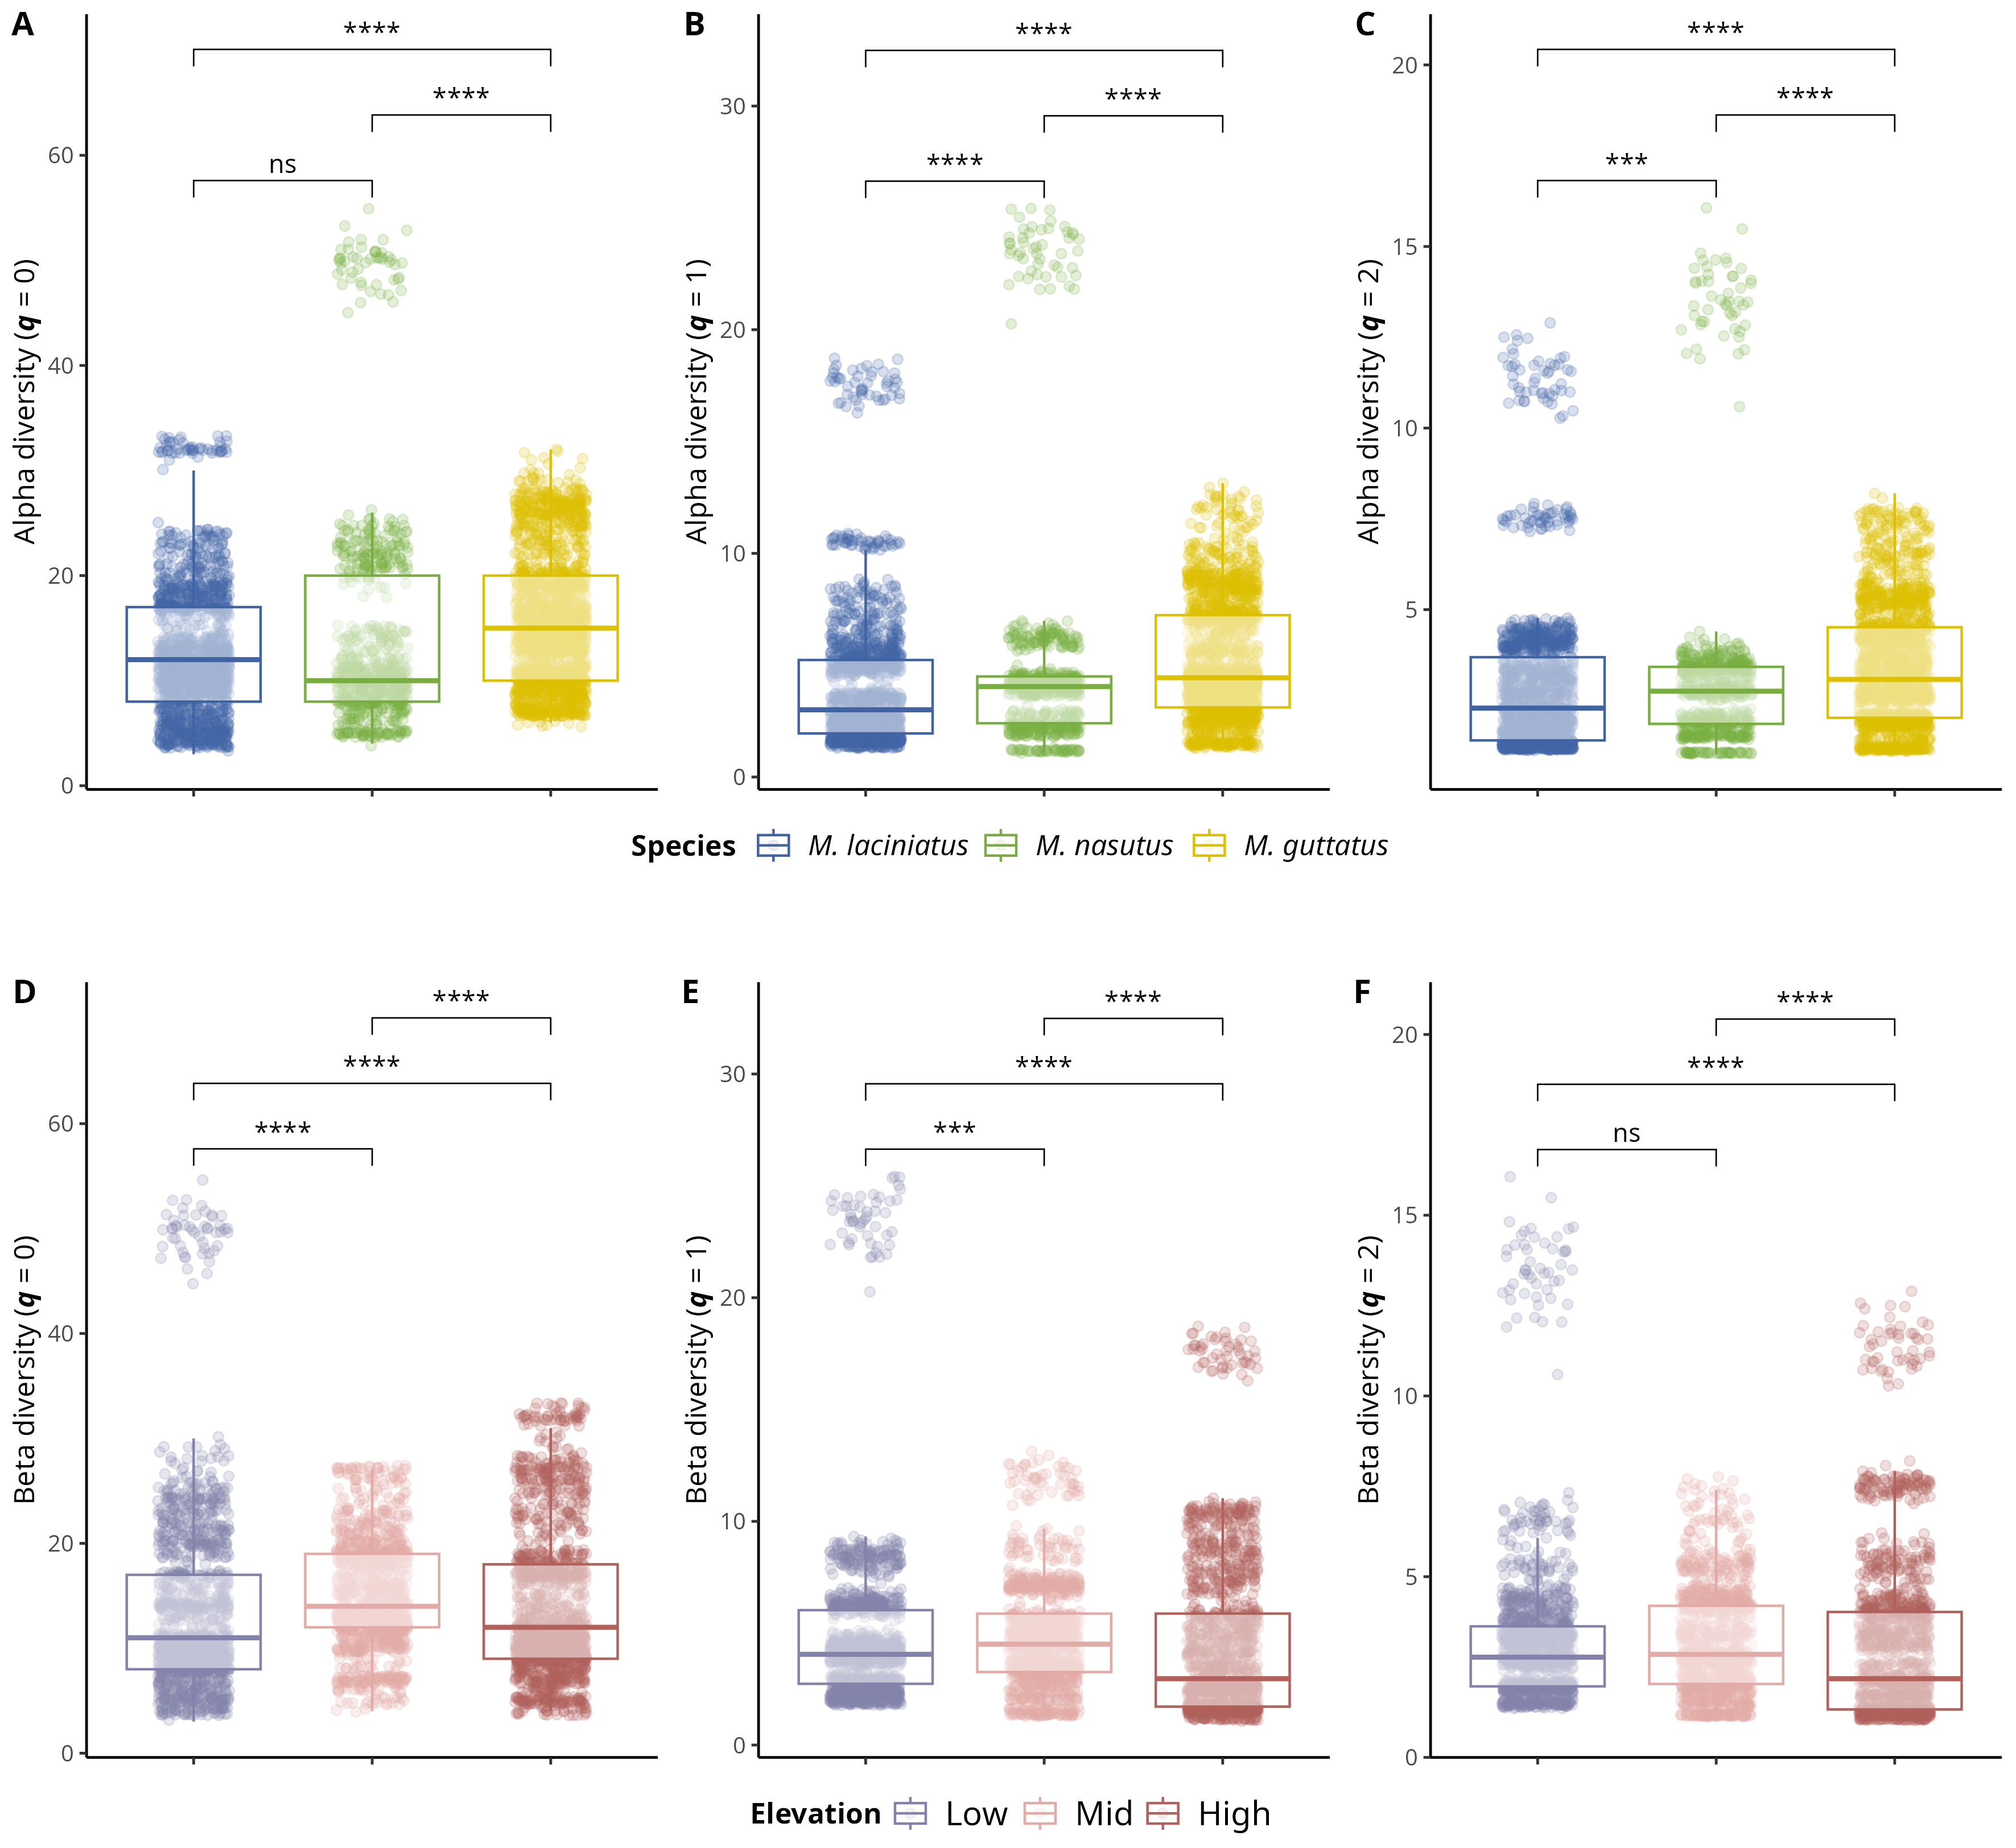 A
****
****
ns
60
40
20
0
Alpha diversity (q = 0)
B
****
****
****
30
20
10
0
Alpha diversity (q = 1)
C
****
****
***
20
15
10
5
Alpha diversity (q = 2)
Species M. laciniatus M. nasutus M. guttatus
D
****
****
****
60
40
20
0
Beta diversity (q = 0)
E
****
****
***
30
20
10
0
Beta diversity (q = 1)
F
****
****
ns
20
15
10
5
0
Beta diversity (q = 2)
Elevation Low Mid High